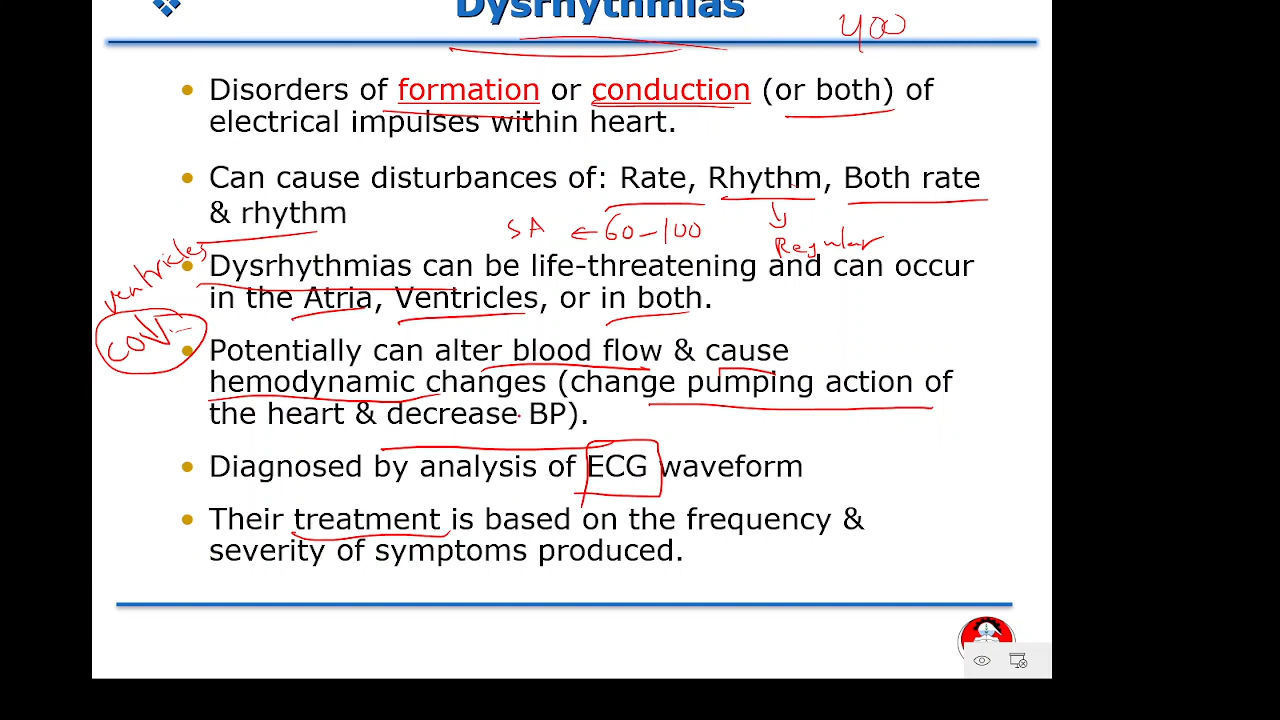 Dysrhythmias
400
• Disorders of formation or conduction (or both) of
electrical impulses within heart.
• Can cause disturbances of: Rate, Rhythm, Both rate
& rhythm
SA ← 60-100
Regular
ventricles
• Dysrhythmias can be life-threatening and can occur
in the Atria, Ventricles, or in both.
• Potentially can alter blood flow & cause
hemodynamic changes (change pumping action of
the heart & decrease BP).
• Diagnosed by analysis of ECG waveform
• Their treatment is based on the frequency &
severity of symptoms produced.